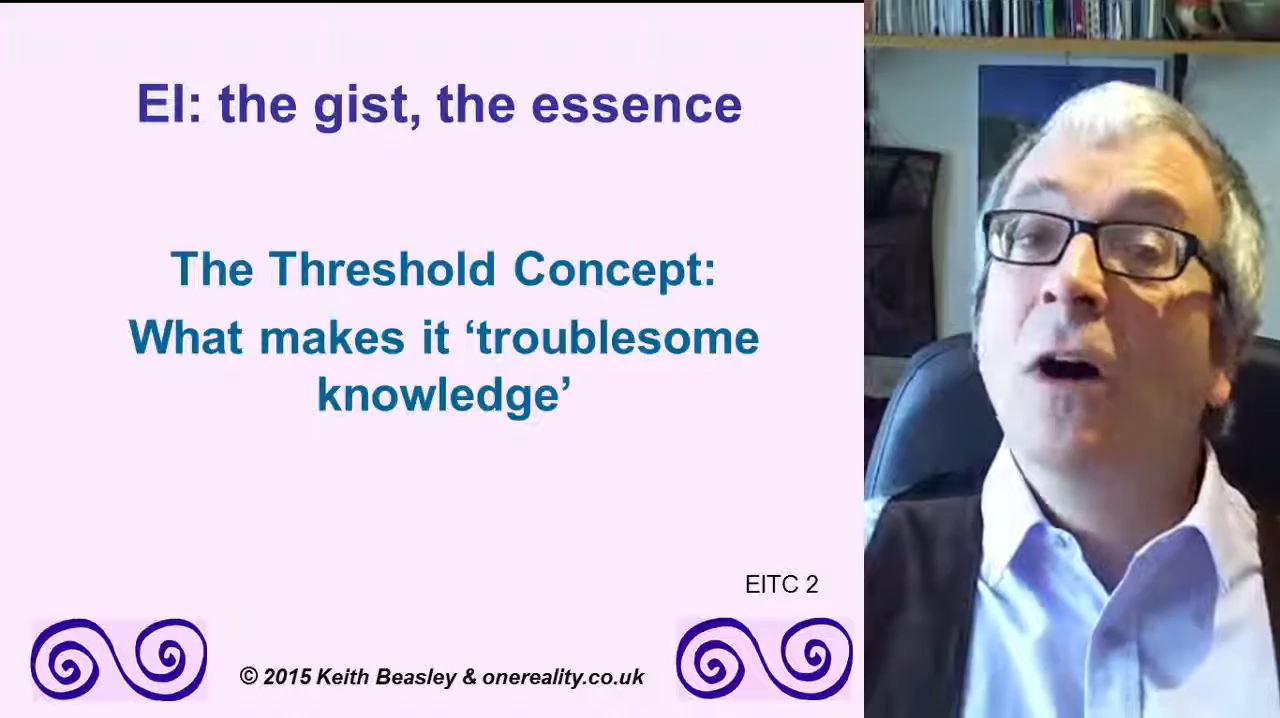 EI: the gist, the essence
The Threshold Concept:
What makes it ‘troublesome
knowledge’
EITC 2
© 2015 Keith Beasley & onereality.co.uk